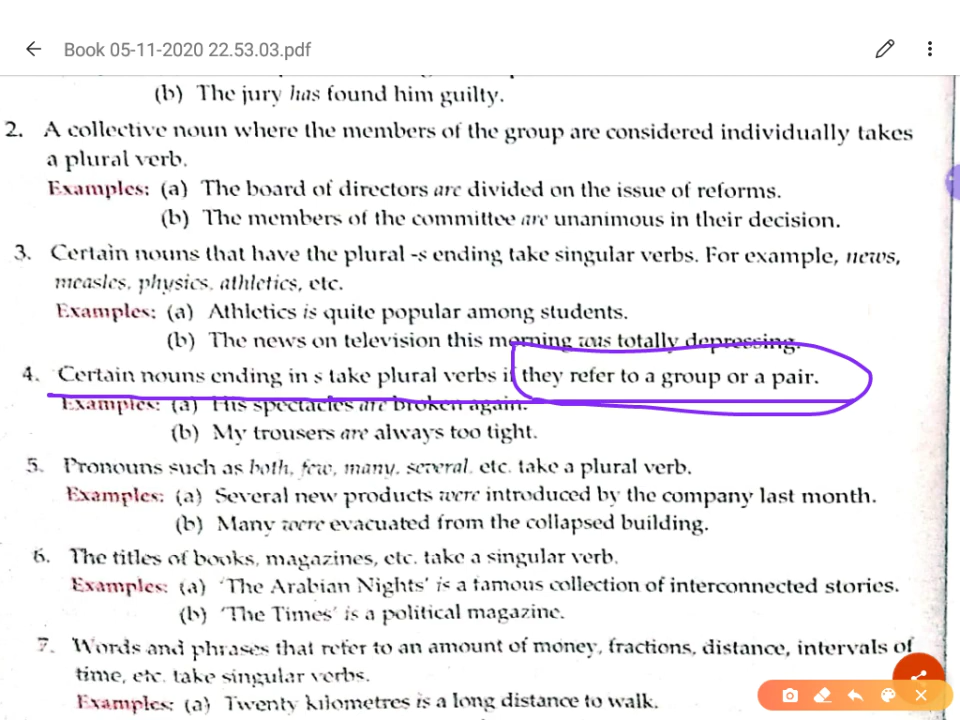 Book 05-11-2020 22.53.03.pdf
(b) The jury has found him guilty.
2. A collective noun where the members of the group are considered individually takes
a plural verb.
Examples: (a) The board of directors are divided on the issue of reforms.
(b) The members of the committee are unanimous in their decision.
3. Certain nouns that have the plural -s ending take singular verbs. For example, news,
measles, physics, athletics, etc.
Examples: (a) Athletics is quite popular among students.
(b) The news on television this morning was totally depressing.
4. Certain nouns ending in s take plural verbs if they refer to a group or a pair.
Examples: (a) His spectacles are broken again.
(b) My trousers are always too tight.
5. Pronouns such as both, few, many, several, etc. take a plural verb.
Examples: (a) Several new products were introduced by the company last month.
(b) Many were evacuated from the collapsed building.
6. The titles of books, magazines, etc. take a singular verb.
Examples: (a) 'The Arabian Nights' is a famous collection of interconnected stories.
(b) 'The Times' is a political magazine.
7. Words and phrases that refer to an amount of money, fractions, distance, intervals of
time, etc. take singular verbs.
Examples: (a) Twenty kilometres is a long distance to walk.